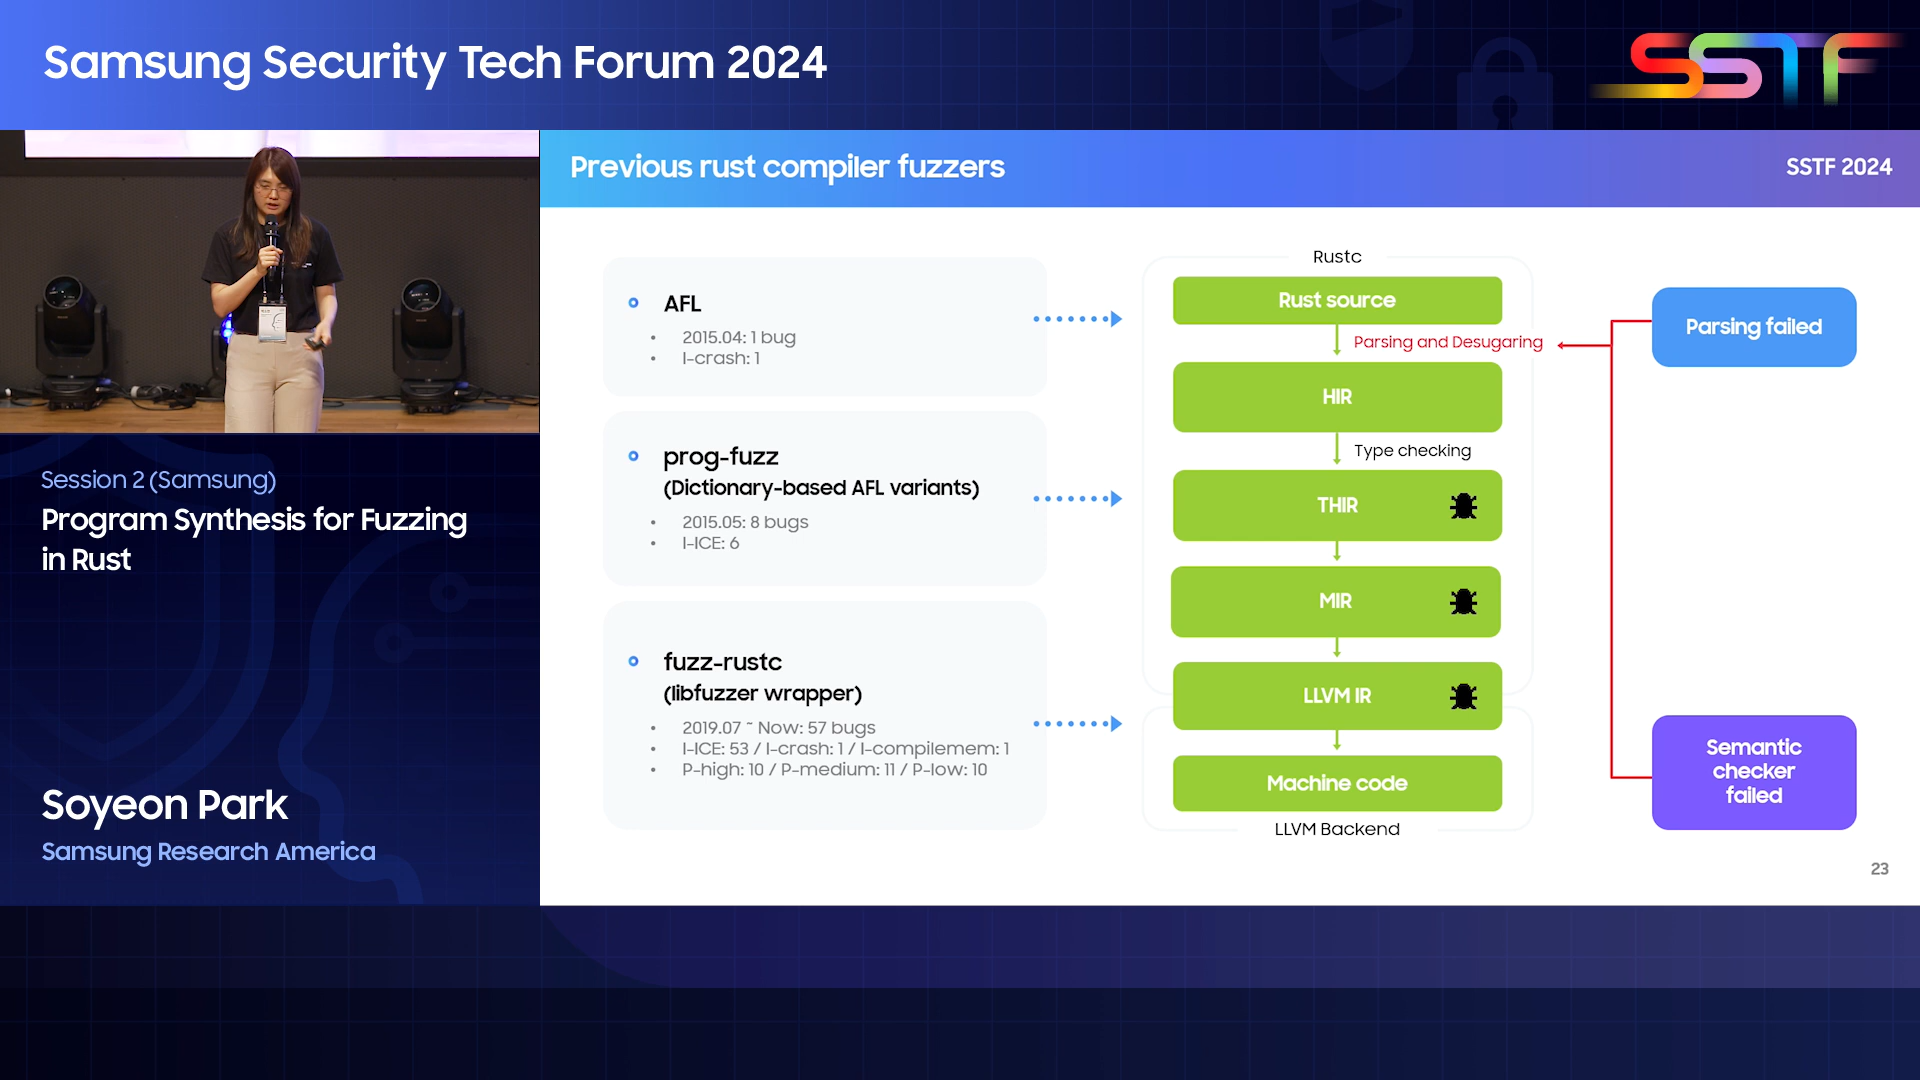 Samsung Security Tech Forum 2024
SSTF
Session 2 (Samsung)
Program Synthesis for Fuzzing
in Rust
Soyeon Park
Samsung Research America
Previous rust compiler fuzzers
SSTF 2024
AFL
2015.04: 1 bug
I-crash: 1
prog-fuzz
(Dictionary-based AFL variants)
2015.05: 8 bugs
I-ICE: 6
fuzz-rustc
(libfuzzer wrapper)
2019.07 ~ Now: 57 bugs
I-ICE: 53 / I-crash: 1 / I-compilemem: 1
P-high: 10 / P-medium: 11 / P-low: 10
Rustc
Rust source
Parsing and Desugaring
HIR
Type checking
THIR
MIR
LLVM IR
Machine code
LLVM Backend
Parsing failed
Semantic
checker
failed
23